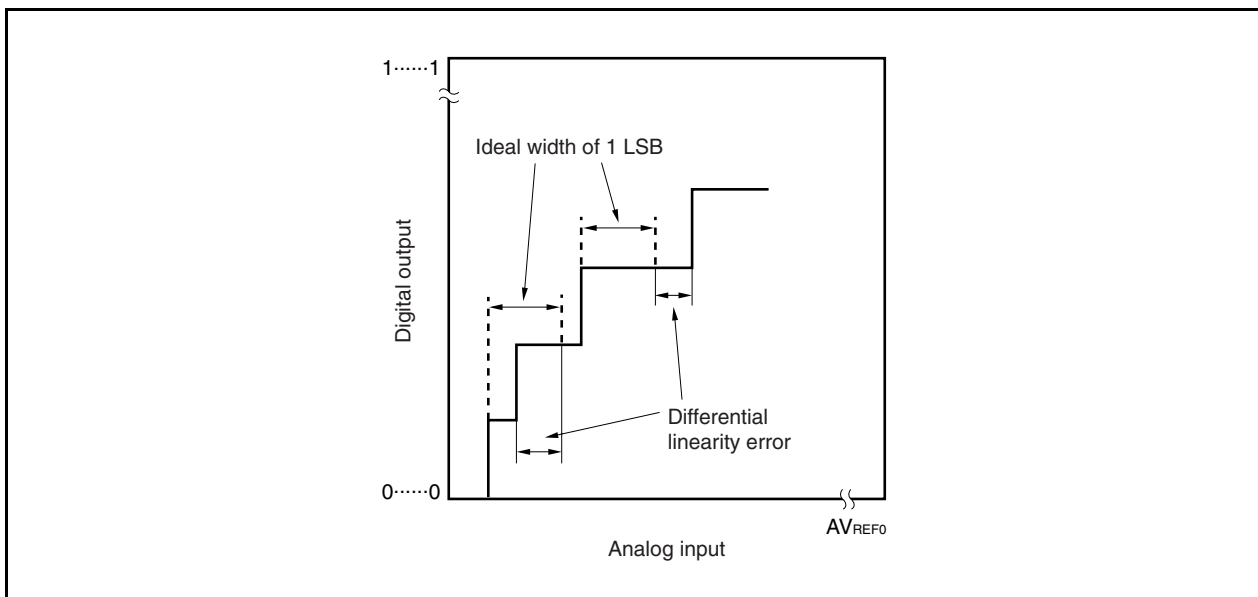 1······1
Ideal width of 1 LSB
Digital output
Differential
linearity error
0······0
AVREF0
Analog input